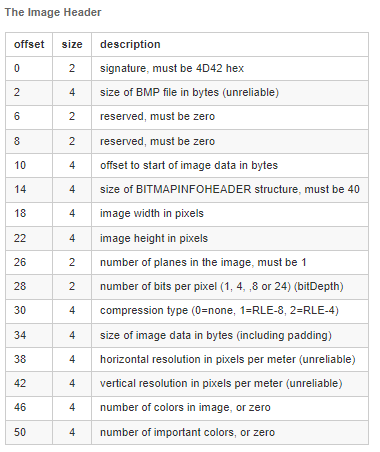 The Image Header
offset size description
0 2 signature, must be 4D42 hex
2 4 size of BMP file in bytes (unreliable)
6 2 reserved, must be zero
8 2 reserved, must be zero
10 4 offset to start of image data in bytes
14 4 size of BITMAPINFOHEADER structure, must be 40
18 4 image width in pixels
22 4 image height in pixels
26 2 number of planes in the image, must be 1
28 2 number of bits per pixel (1, 4, ,8 or 24) (bitDepth)
30 4 compression type (0=none, 1=RLE-8, 2=RLE-4)
34 4 size of image data in bytes (including padding)
38 4 horizontal resolution in pixels per meter (unreliable)
42 4 vertical resolution in pixels per meter (unreliable)
46 4 number of colors in image, or zero
50 4 number of important colors, or zero